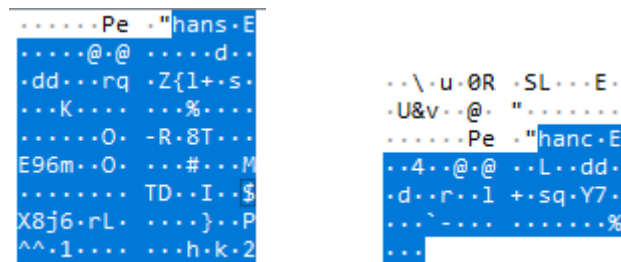 ······Pe ·"hans·E
·····@·@ ·····d··
·dd···rq ·Z{l+·s·
···K···· ···%····
······O· -R·8T···
E96m··O· ···#···M
········ TD··I··$
X8j6·rL· ····}··P
^^·1···· ···h·k·2
··\·u·0R ·SL···E·
·U&v··@· "·······
······Pe ·"hanc·E
··4··@·@ ··L··dd·
·d··r··l +·sq·Y7·
···`-··· ·······%
···